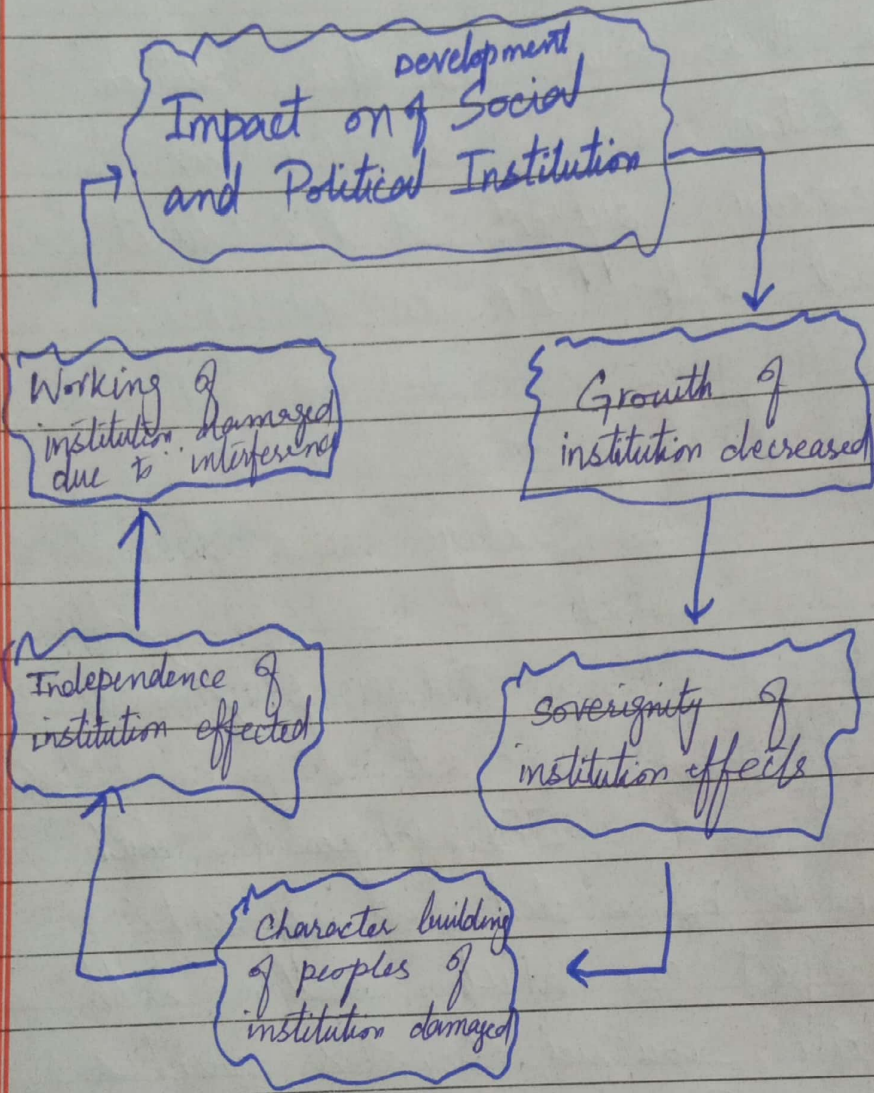 Development
Impact on of Social
and Political Institution
Growth of
institution decreased
Soverignity of
institution effects
Character building
of peoples of
institution damaged
Independence of
institution effected
Working of
institution damaged
due to interference